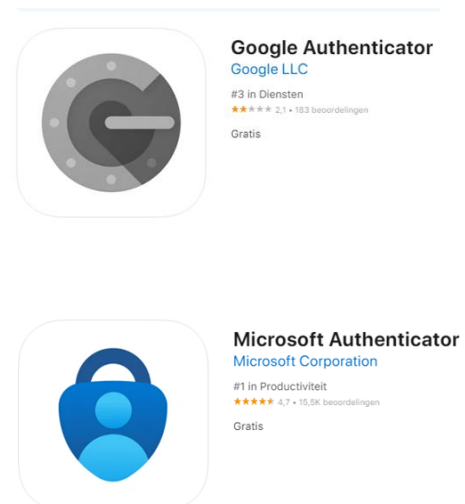 Google Authenticator
Google LLC
#3 in Diensten
★★★★★ 2,1 • 183 beoordelingen
Gratis
Microsoft Authenticator
Microsoft Corporation
#1 in Productiviteit
★★★★★ 4,7 • 15,5K beoordelingen
Gratis